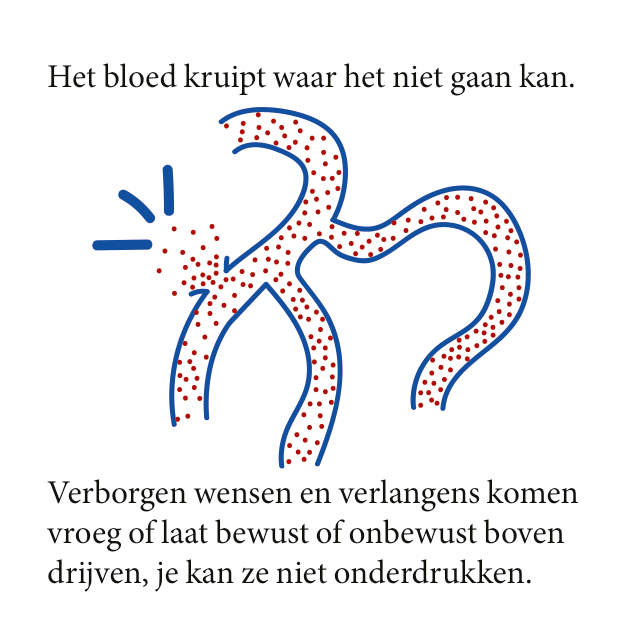 Het bloed kruipt waar het niet gaan kan.
Verborgen wensen en verlangens komen
vroeg of laat bewust of onbewust boven
drijven, je kan ze niet onderdrukken.